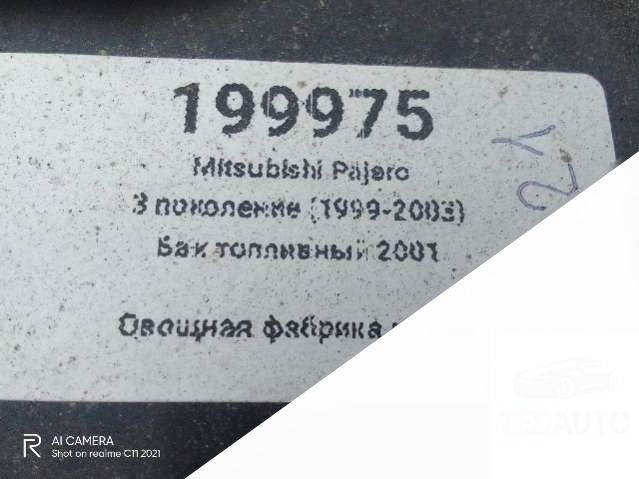 199975
Mitsubishi Pajero
3 поколение (1999-2003)
Бак топливный 2001
Овощная фабрика
AI CAMERA
Shot on realme C11 2021
TEDAUTO